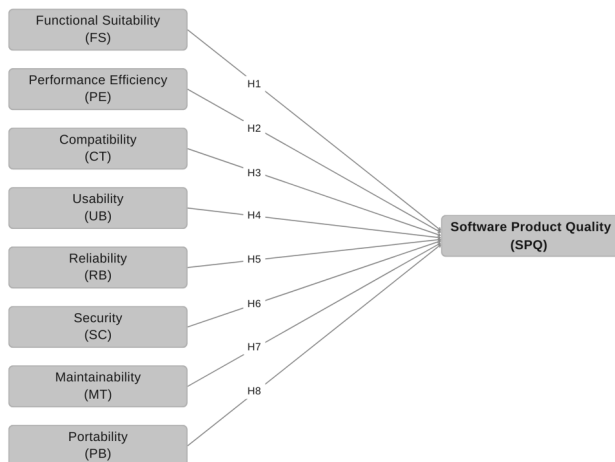 Functional Suitability
(FS)
H1
Performance Efficiency
(PE)
H2
Compatibility
(CT)
H3
Usability
(UB)
H4
Software Product Quality
(SPQ)
Reliability
(RB)
H5
Security
(SC)
H6
Maintainability
(MT)
H7
Portability
(PB)
H8